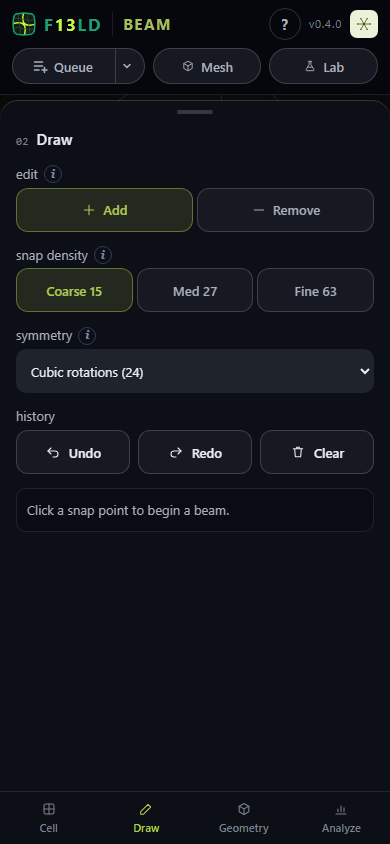 F13LD BEAM ? v0.4.0
Queue Mesh Lab
02 Draw
edit i
+ Add − Remove
snap density i
Coarse 15 Med 27 Fine 63
symmetry i
Cubic rotations (24)
history
Undo Redo Clear
Click a snap point to begin a beam.
Cell Draw Geometry Analyze